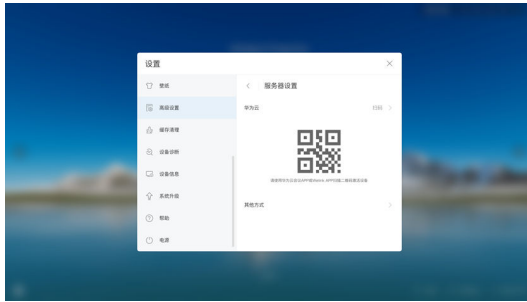 设置
壁纸
高级设置
缓存清理
设备诊断
设备信息
系统升级
帮助
电源
服务器设置
华为云
其他方式